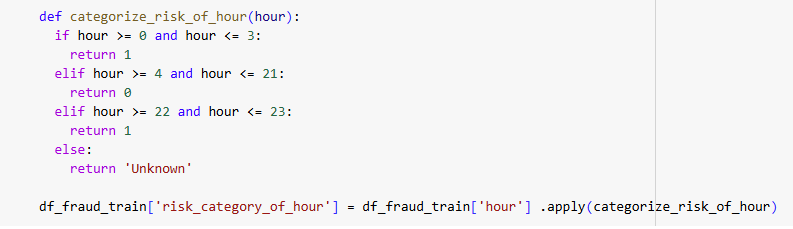 def categorize_risk_of_hour(hour):
  if hour >= 0 and hour <= 3:
    return 1
  elif hour >= 4 and hour <= 21:
    return 0
  elif hour >= 22 and hour <= 23:
    return 1
  else:
    return 'Unknown'

df_fraud_train['risk_category_of_hour'] = df_fraud_train['hour'] .apply(categorize_risk_of_hour)